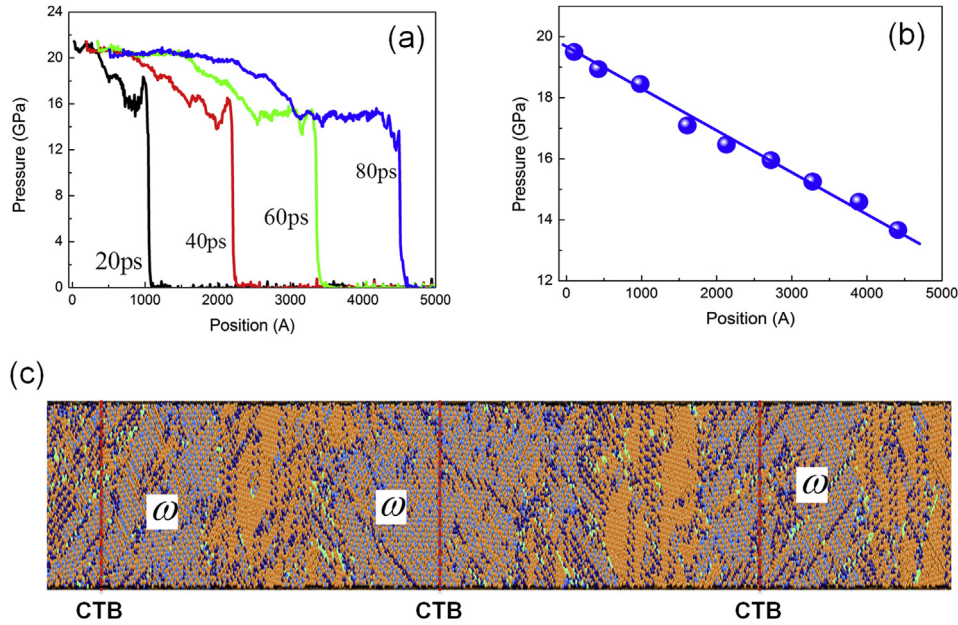 (a)
Pressure (GPa)
24
20
16
12
8
4
0
20ps
40ps
60ps
80ps
0 1000 2000 3000 4000 5000
Position (A)
(b)
Pressure (GPa)
20
18
16
14
12
0 1000 2000 3000 4000 5000
Position (A)
(c)
ω ω ω
CTB CTB CTB